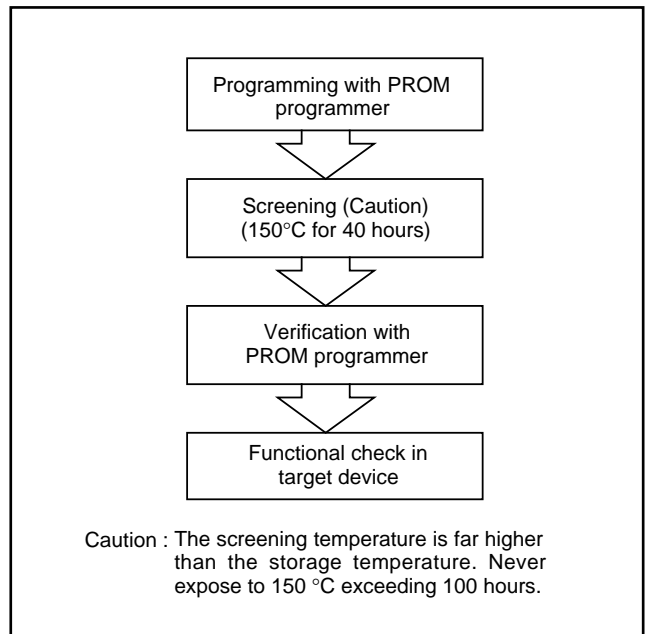 Programming with PROM
programmer
Screening (Caution)
(150°C for 40 hours)
Verification with
PROM programmer
Functional check in
target device
Caution : The screening temperature is far higher
than the storage temperature. Never
expose to 150 °C exceeding 100 hours.